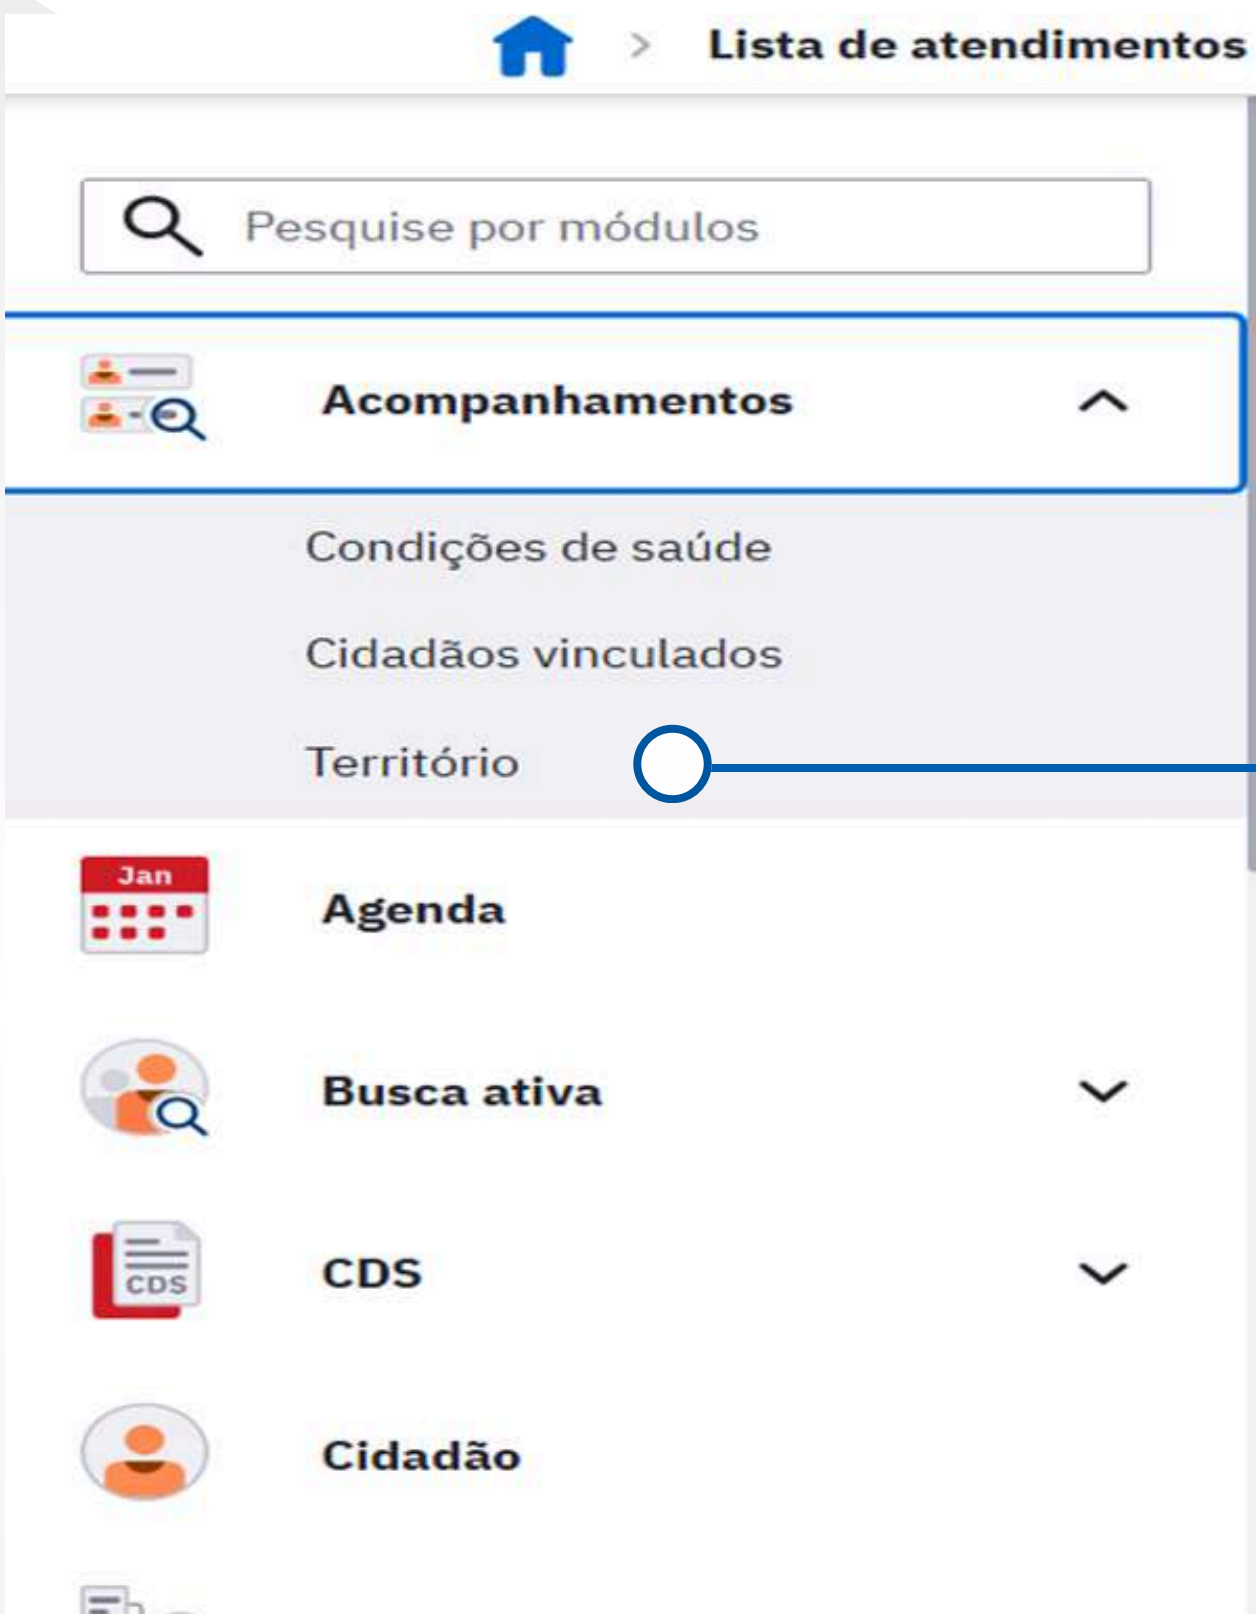 Lista de atendimentos
Pesquise por módulos
Acompanhamentos
Condições de saúde
Cidadãos vinculados
Território
Jan
Agenda
Busca ativa
CDS
CDS
Cidadão